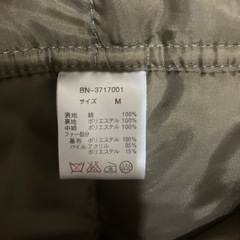 BN-3717001
サイズ M
表地 綿 100%
裏地 ポリエステル 100%
中綿 ポリエステル 100%
ファー部分
基布 ポリエステル 100%
パイル アクリル 85%
ポリエステル 15%